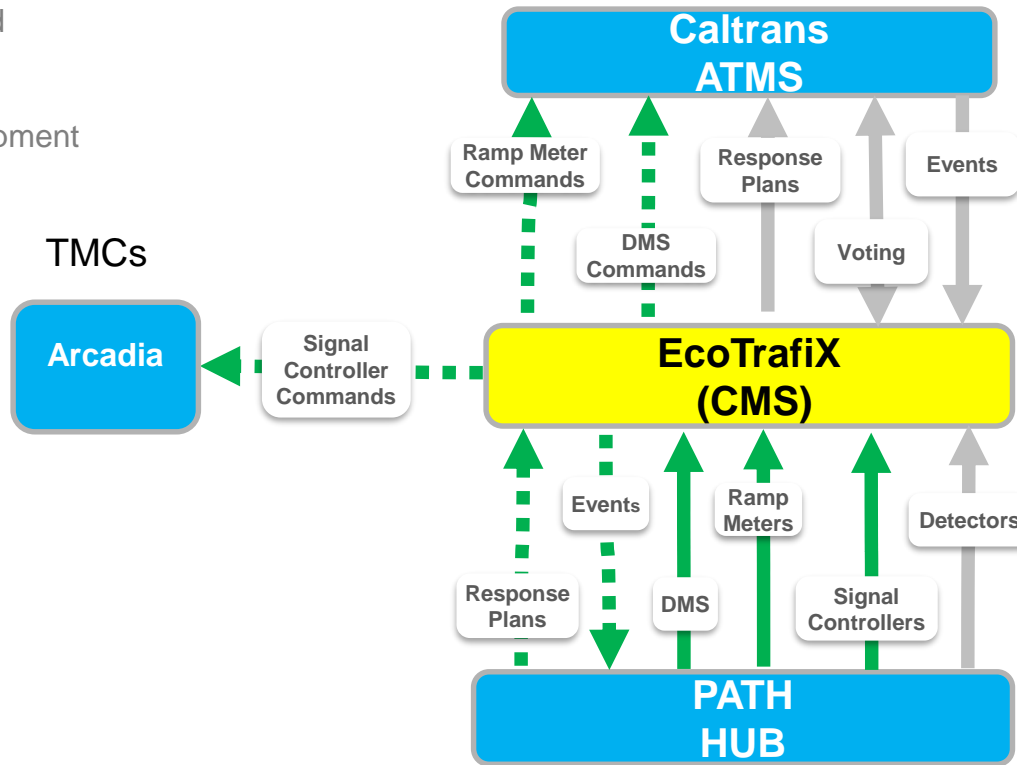 Caltrans
ATMS
Ramp Meter
Commands
Response
Plans
Events
DMS
Commands
Voting
TMCs
Arcadia
Signal
Controller
Commands
EcoTrafiX
(CMS)
Events
Ramp
Meters
Detectors
Response
Plans
DMS
Signal
Controllers
PATH
HUB